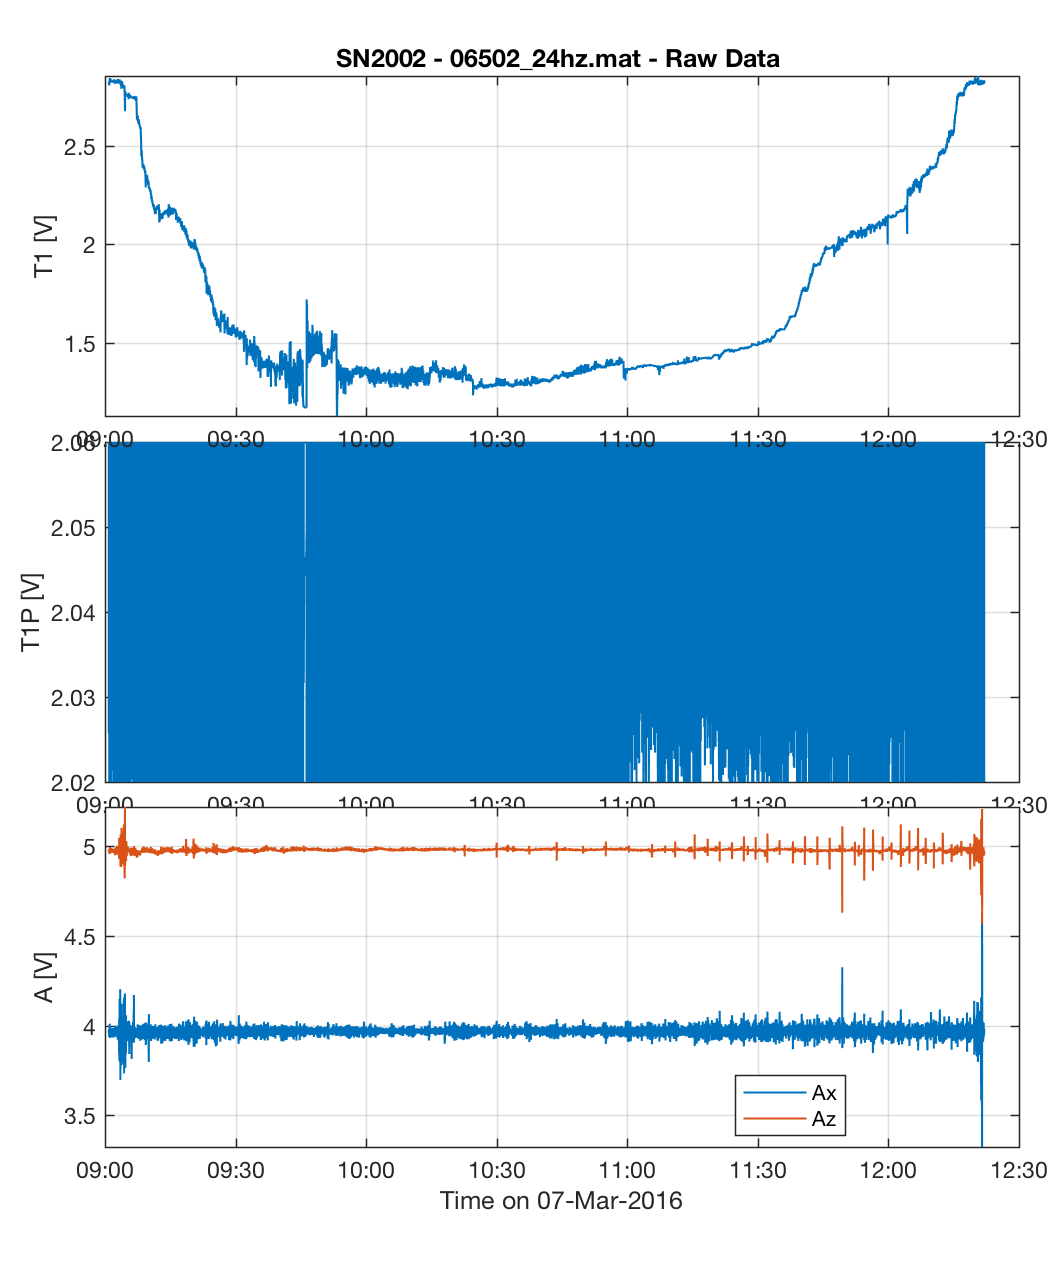 SN2002 - 06502_24hz.mat - Raw Data
T1 [V]
2.5
2
1.5
09:00 09:30 10:00 10:30 11:00 11:30 12:00 12:30
T1P [V]
2.06
2.05
2.04
2.03
2.02
09:00 09:30 10:00 10:30 11:00 11:30 12:00 12:30
A [V]
5
4.5
4
3.5
Ax
Az
09:00 09:30 10:00 10:30 11:00 11:30 12:00 12:30
Time on 07-Mar-2016